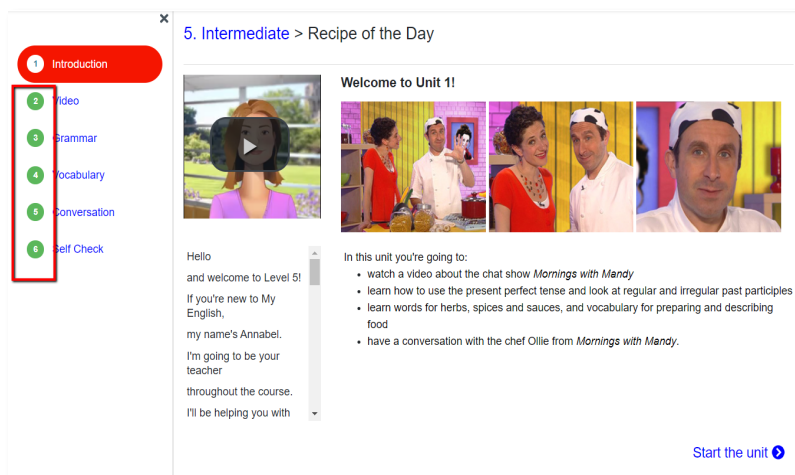 5. Intermediate > Recipe of the Day
1 Introduction
2 Video
3 Grammar
4 Vocabulary
5 Conversation
6 Self Check
Welcome to Unit 1!
Hello
and welcome to Level 5!
If you're new to My
English,
my name's Annabel.
I'm going to be your
teacher
throughout the course.
I'll be helping you with
In this unit you're going to:
• watch a video about the chat show Mornings with Mandy
• learn how to use the present perfect tense and look at regular and irregular past participles
• learn words for herbs, spices and sauces, and vocabulary for preparing and describing
food
• have a conversation with the chef Ollie from Mornings with Mandy.
Start the unit